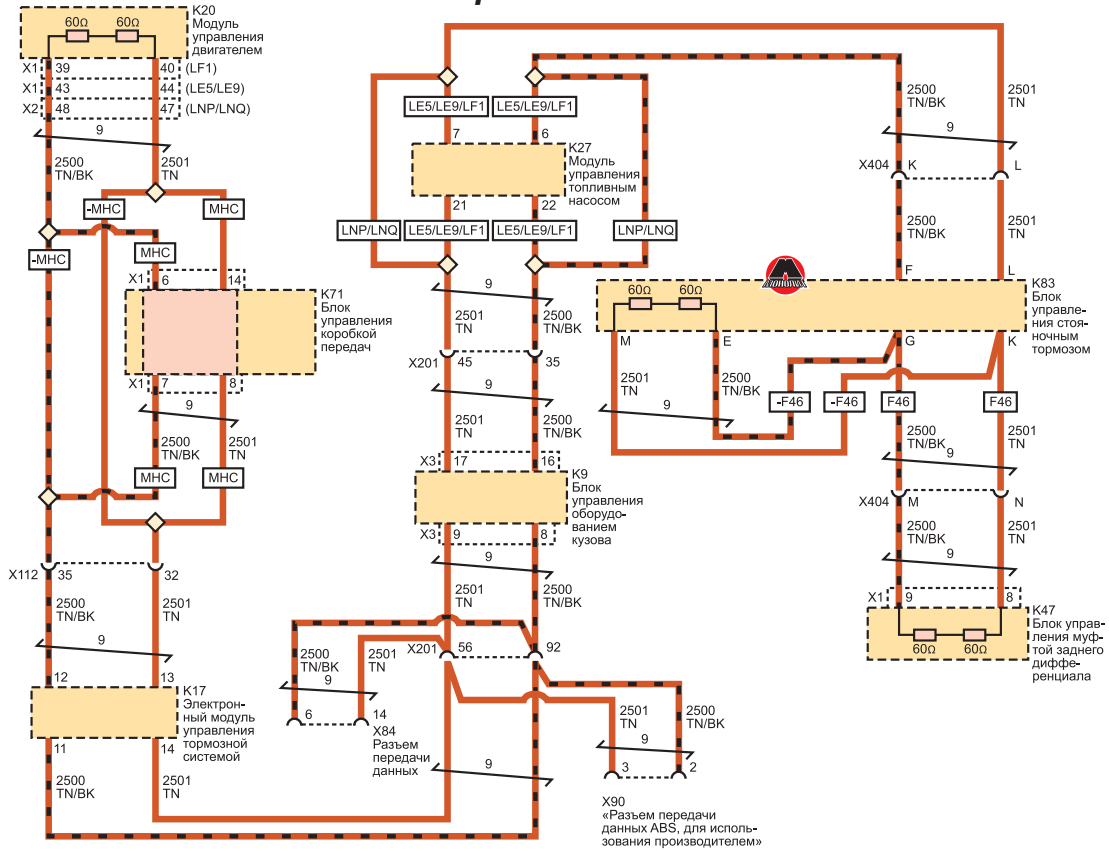 K20
Модуль
управления
двигателем
60Ω 60Ω
X1 39 40 (LF1)
X1 43 44 (LE5/LE9)
X2 48 47 (LNP/LNQ)
9
2500
TN/BK
2501
TN
-MHC MHC
-MHC MHC
X1 6 14
K71
Блок
управления
коробкой
передач
X1 7 8
9
2500
TN/BK
2501
TN
MHC MHC
X112 35 32
2500
TN/BK
2501
TN
9
12 13
K17
Электрон-
ный модуль
управления
тормозной
системой
11 14
2500
TN/BK
2501
TN
LE5/LE9/LF1 LE5/LE9/LF1
7 6
K27
Модуль
управления
топливным
насосом
21 22
LNP/LNQ LE5/LE9/LF1 LE5/LE9/LF1 LNP/LNQ
9
2501
TN
2500
TN/BK
X201 45 35
9
2501
TN
2500
TN/BK
X3 17 16
K9
Блок
управления
оборудо-
ванием
кузова
X3 9 8
9
2501
TN
2500
TN/BK
X201 56 92
2500
TN/BK
2501
TN
9
6 14
X84
Разъем
передачи
данных
9
2501
TN
2500
TN/BK
9
3 2
X90
«Разъем передачи
данных ABS, для исполь-
зования производителем»
2500
TN/BK
2501
TN
9
X404 K L
2500
TN/BK
2501
TN
F L
K83
Блок
управле-
ния стоя-
ночным
тормозом
60Ω 60Ω
M E G K
2501
TN
2500
TN/BK
9
-F46 -F46 F46 F46
2500
TN/BK
2501
TN
9
X404 M N
2500
TN/BK
2501
TN
9
X1 9 8
K47
Блок управ-
ления муф-
той заднего
диффе-
ренциала
60Ω 60Ω